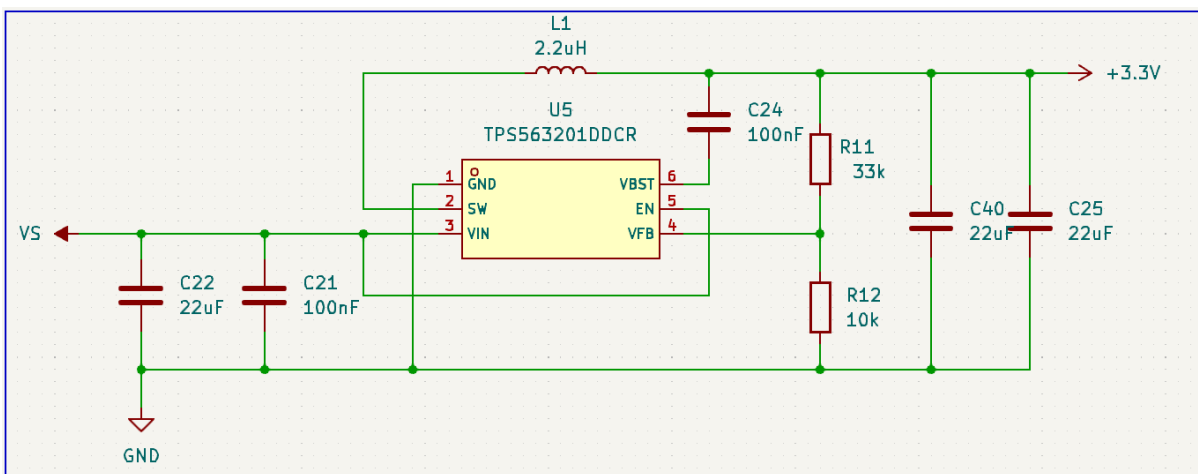 L1
2.2uH
+3.3V
U5
TPS563201DDCR
C24
100nF
R11
33k
1 GND
2 SW
3 VIN
VBST 6
EN 5
VFB 4
VS
C22
22uF
C21
100nF
C40
22uF
C25
22uF
R12
10k
GND